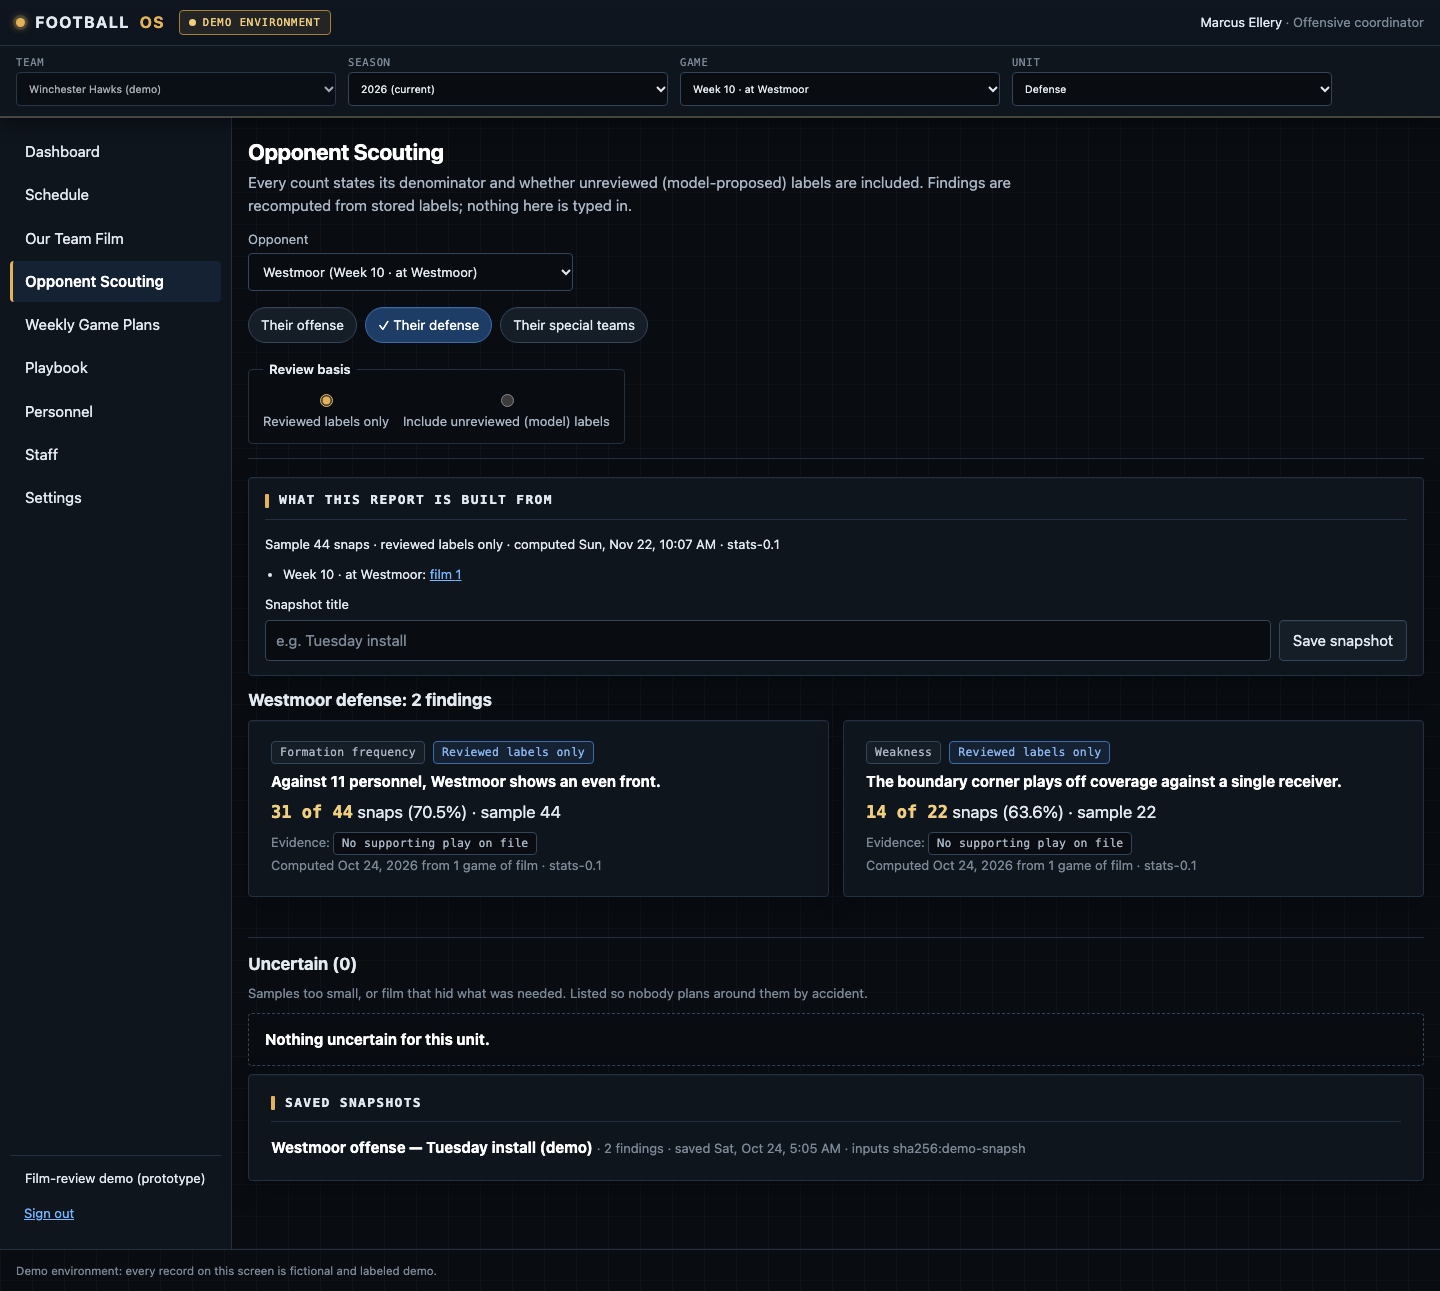 FOOTBALL OS
DEMO ENVIRONMENT
Marcus Ellery · Offensive coordinator
TEAM
Winchester Hawks (demo)
SEASON
2026 (current)
GAME
Week 10 · at Westmoor
UNIT
Defense
Dashboard
Schedule
Our Team Film
Opponent Scouting
Weekly Game Plans
Playbook
Personnel
Staff
Settings
Film-review demo (prototype)
Sign out
Opponent Scouting
Every count states its denominator and whether unreviewed (model-proposed) labels are included. Findings are
recomputed from stored labels; nothing here is typed in.
Opponent
Westmoor (Week 10 · at Westmoor)
Their offense
✓ Their defense
Their special teams
Review basis
Reviewed labels only
Include unreviewed (model) labels
WHAT THIS REPORT IS BUILT FROM
Sample 44 snaps · reviewed labels only · computed Sun, Nov 22, 10:07 AM · stats-0.1
• Week 10 · at Westmoor: film 1
Snapshot title
e.g. Tuesday install
Save snapshot
Westmoor defense: 2 findings
Formation frequency
Reviewed labels only
Against 11 personnel, Westmoor shows an even front.
31 of 44 snaps (70.5%) · sample 44
Evidence: No supporting play on file
Computed Oct 24, 2026 from 1 game of film · stats-0.1
Weakness
Reviewed labels only
The boundary corner plays off coverage against a single receiver.
14 of 22 snaps (63.6%) · sample 22
Evidence: No supporting play on file
Computed Oct 24, 2026 from 1 game of film · stats-0.1
Uncertain (0)
Samples too small, or film that hid what was needed. Listed so nobody plans around them by accident.
Nothing uncertain for this unit.
SAVED SNAPSHOTS
Westmoor offense — Tuesday install (demo) · 2 findings · saved Sat, Oct 24, 5:05 AM · inputs sha256:demo-snapsh
Demo environment: every record on this screen is fictional and labeled demo.